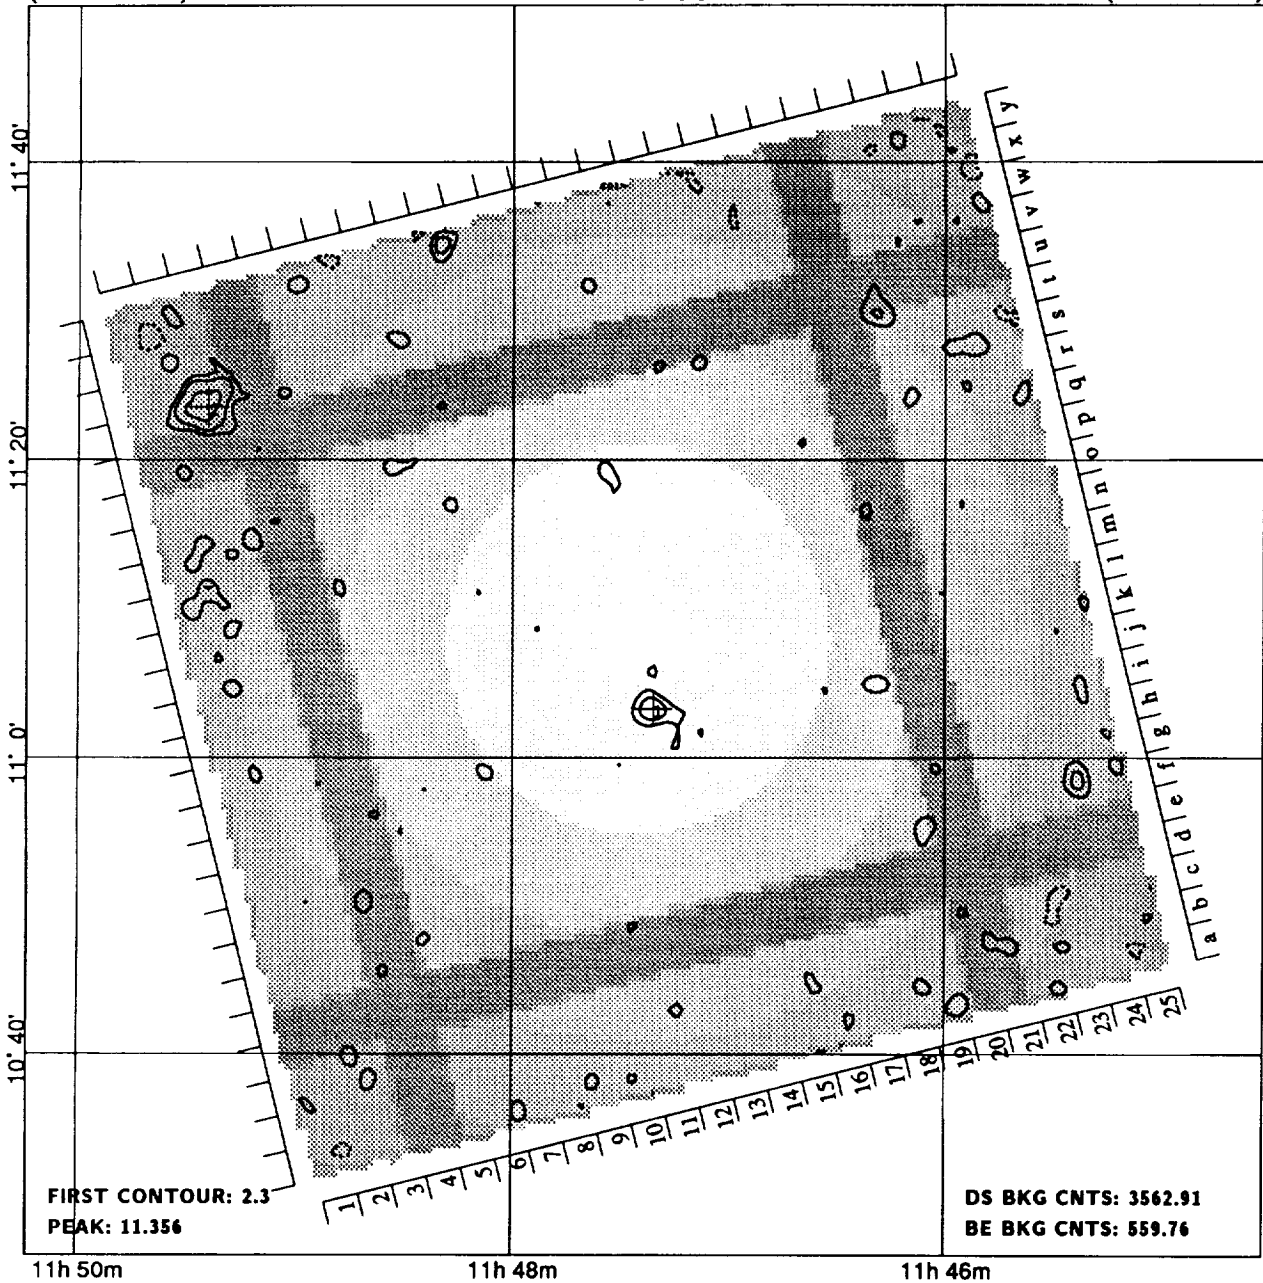 11° 40'
11° 20'
11° 0'
10° 40'
a b c d e f g h i j k l m n o p q r s t u v w x y
1 2 3 4 5 6 7 8 9 10 11 12 13 14 15 16 17 18 19 20 21 22 23 24 25
FIRST CONTOUR: 2.3
PEAK: 11.356
DS BKG CNTS: 3562.91
BE BKG CNTS: 559.76
11h 50m
11h 48m
11h 46m